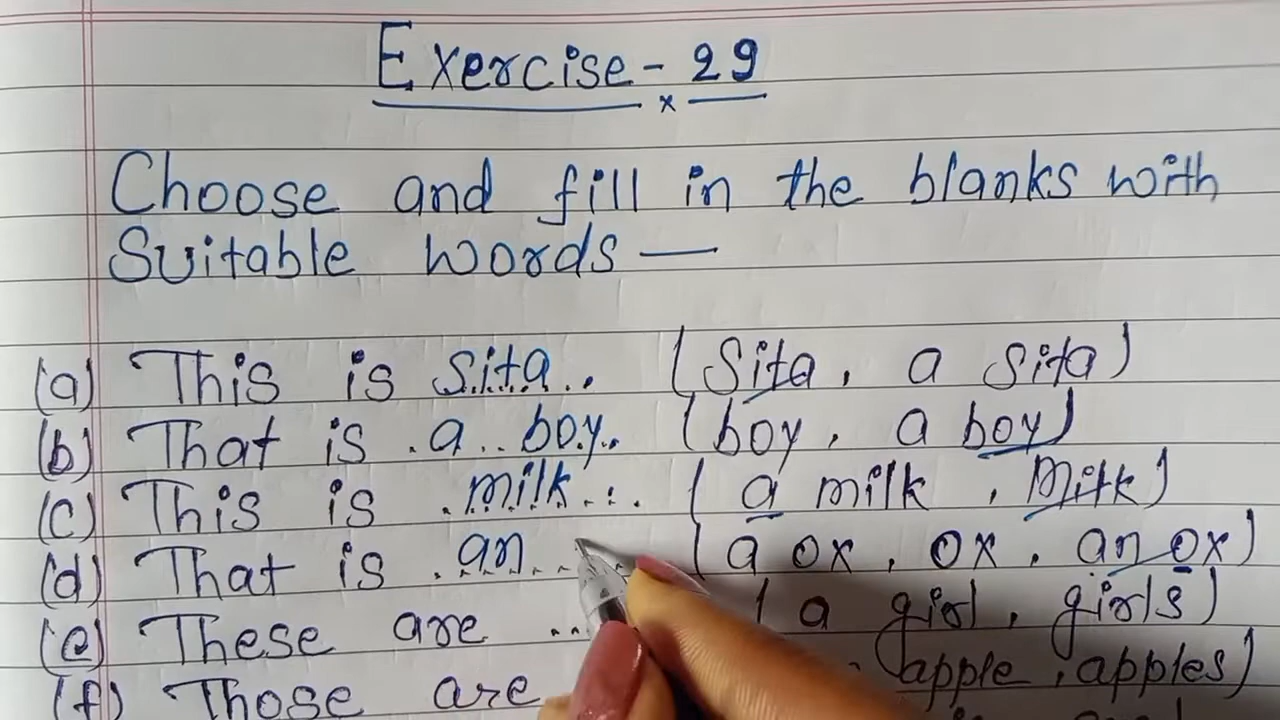 Exercise - 29
Choose and fill in the blanks with
Suitable words —
(a) This is Sita.. (Sita, a Sita)
(b) That is .a.. boy.. (boy, a boy)
(c) This is .milk... (a milk, Milk)
(d) That is .an.... (a ox, ox, an ox)
(e) These are ... ( a girl, girls)
(f) Those are , apple, apples)